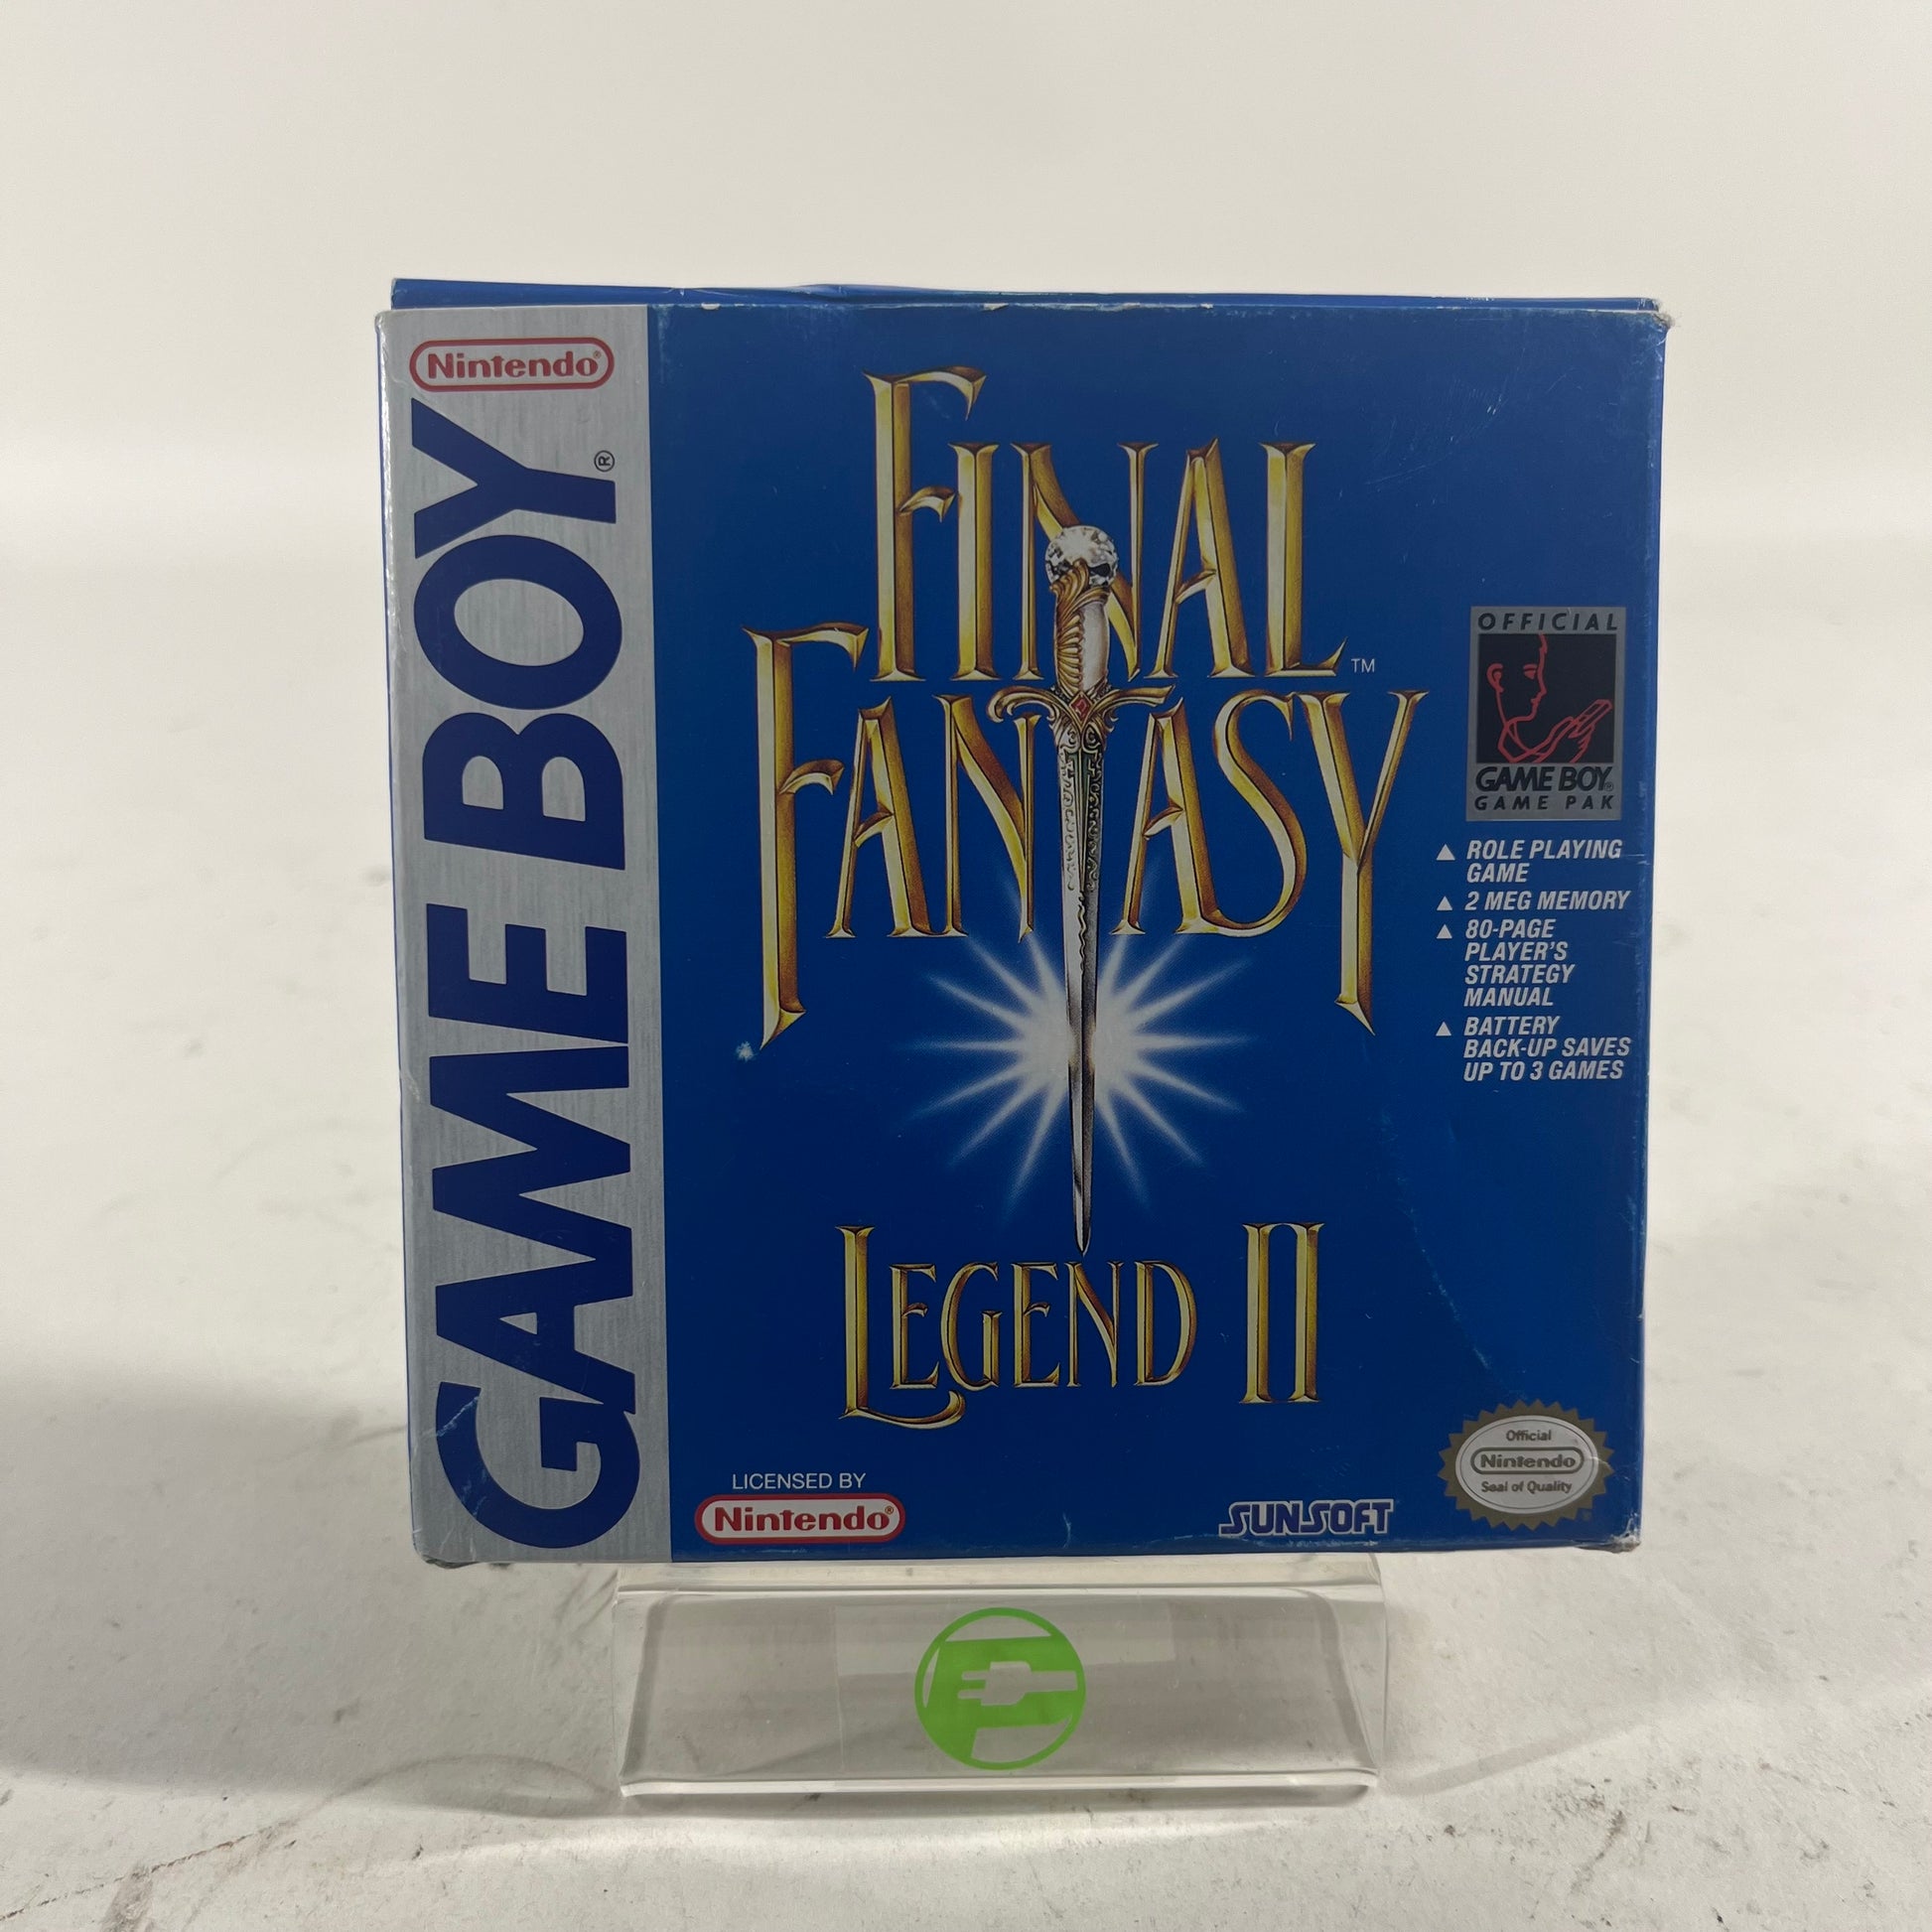 Nintendo®
GAME BOY®
FINAL
FANTASY™
LEGEND II
OFFICIAL
GAME BOY®
GAME PAK
▲ ROLE PLAYING
GAME
▲ 2 MEG MEMORY
▲ 80-PAGE
PLAYER'S
STRATEGY
MANUAL
▲ BATTERY
BACK-UP SAVES
UP TO 3 GAMES
LICENSED BY
Nintendo®
SUNSOFT
Official
Nintendo
Seal of Quality